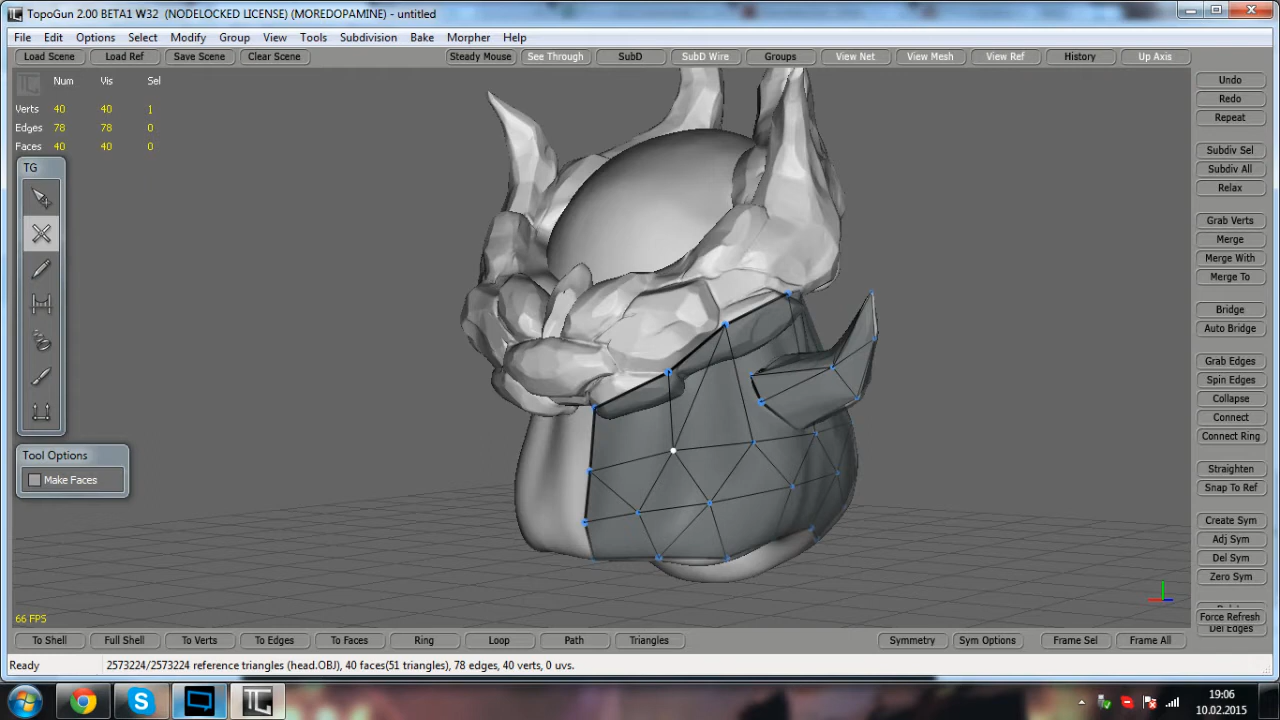 TopoGun 2.00 BETA1 W32 (NODELOCKED LICENSE) (MOREDOPAMINE) - untitled
File Edit Options Select Modify Group View Tools Subdivision Bake Morpher Help
Load Scene Load Ref Save Scene Clear Scene Steady Mouse See Through SubD SubD Wire Groups View Net View Mesh View Ref History Up Axis
Num Vis Sel
Verts 40 40 1
Edges 78 78 0
Faces 40 40 0
TG
Tool Options
Make Faces
Undo
Redo
Repeat
Subdiv Sel
Subdiv All
Relax
Grab Verts
Merge
Merge With
Merge To
Bridge
Auto Bridge
Grab Edges
Spin Edges
Collapse
Connect
Connect Ring
Straighten
Snap To Ref
Create Sym
Adj Sym
Del Sym
Zero Sym
Force Refresh
Del Edges
66 FPS
To Shell Full Shell To Verts To Edges To Faces Ring Loop Path Triangles Symmetry Sym Options Frame Sel Frame All
Ready 2573224/2573224 reference triangles (head.OBJ), 40 faces(51 triangles), 78 edges, 40 verts, 0 uvs.
19:06
10.02.2015